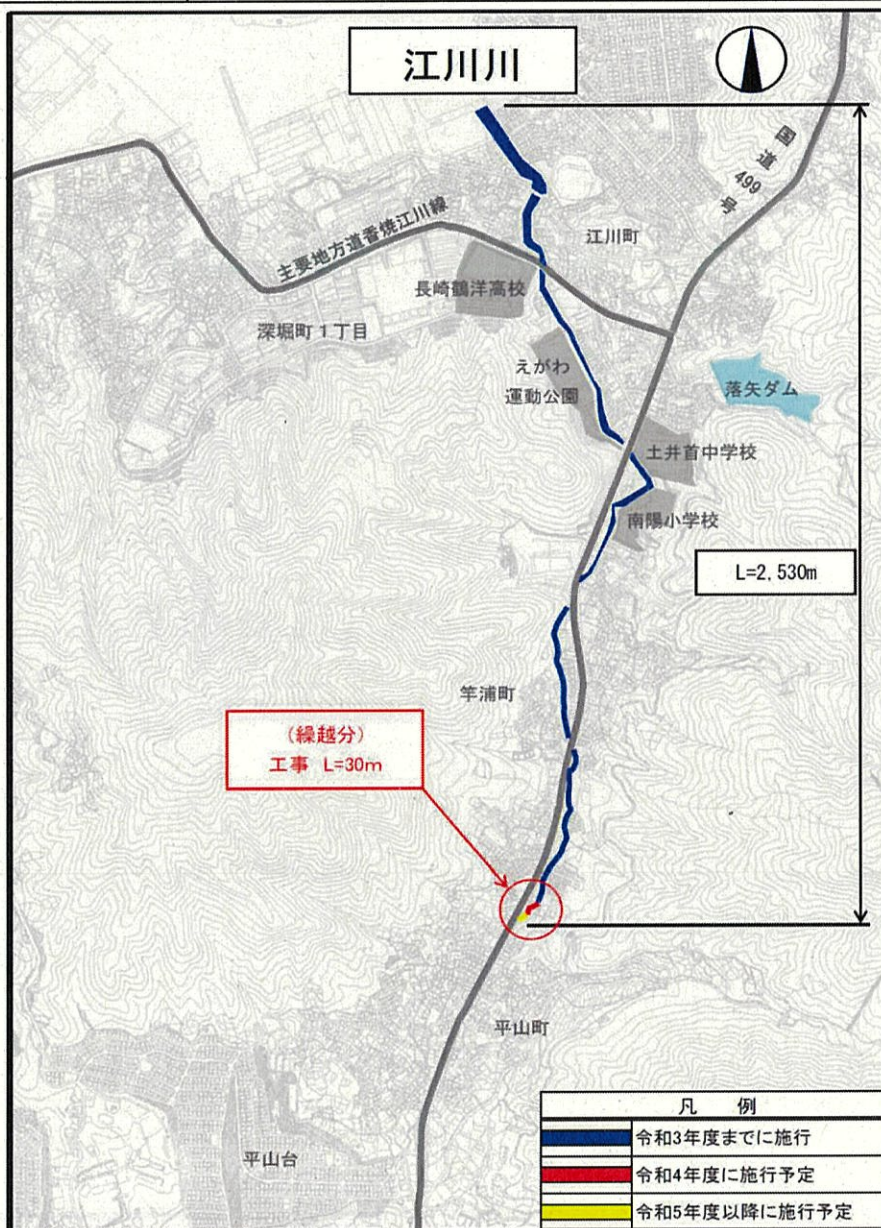 江川川
国道499号
江川町
主要地方道香焼江川線
長崎鶴洋高校
深堀町1丁目
えがわ
運動公園
落矢ダム
土井首中学校
南陽小学校
L=2,530m
竿浦町
(繰越分)
工事 L=30m
平山町
平山台
凡 例
令和3年度までに施行
令和4年度に施行予定
令和5年度以降に施行予定